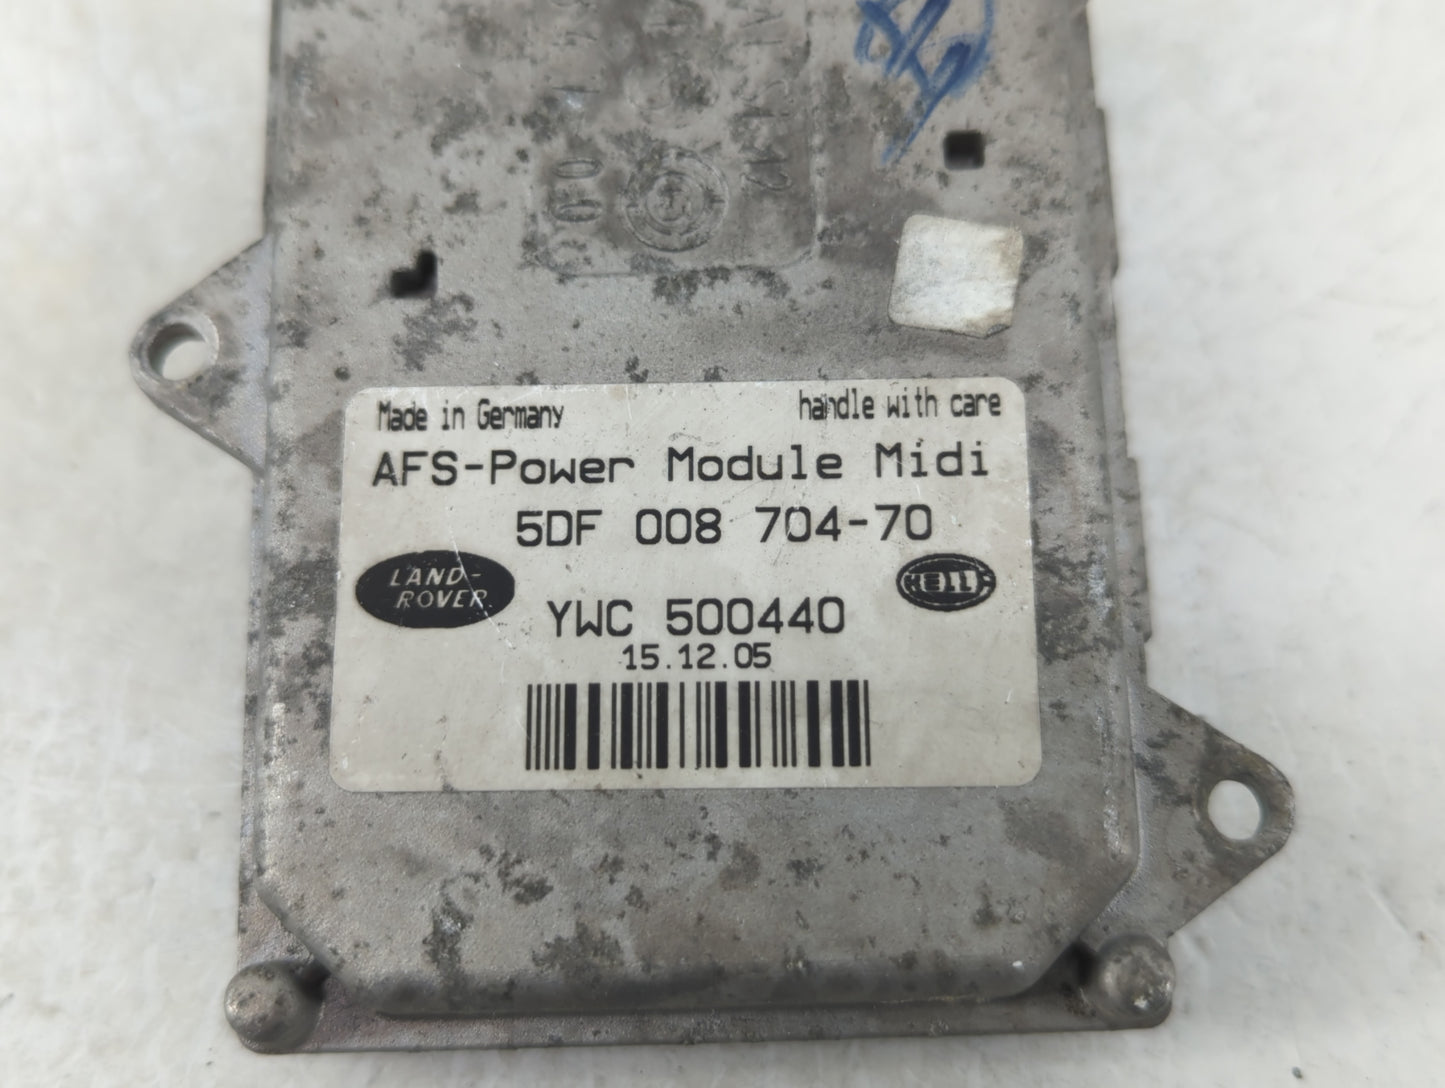 Made in Germany handle with care
AFS-Power Module Midi
5DF 008 704-70
LAND-
ROVER
HELLA
YWC 500440
15.12.05